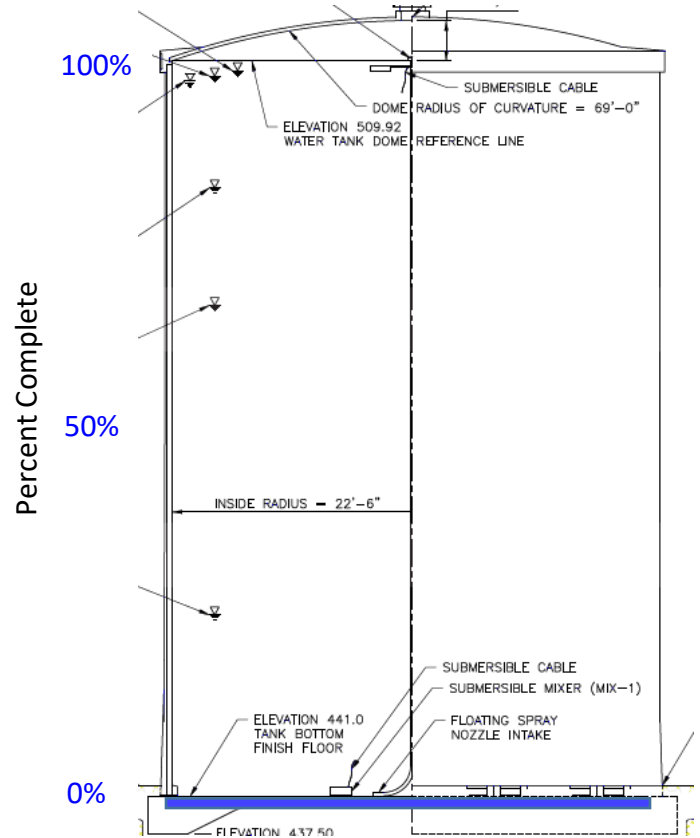 100%
SUBMERSIBLE CABLE
DOME RADIUS OF CURVATURE = 69'-0"
ELEVATION 509.92
WATER TANK DOME REFERENCE LINE
Percent Complete
50%
INSIDE RADIUS = 22'-6"
SUBMERSIBLE CABLE
SUBMERSIBLE MIXER (MIX-1)
ELEVATION 441.0
TANK BOTTOM
FINISH FLOOR
FLOATING SPRAY
NOZZLE INTAKE
0%
ELEVATION 437.50